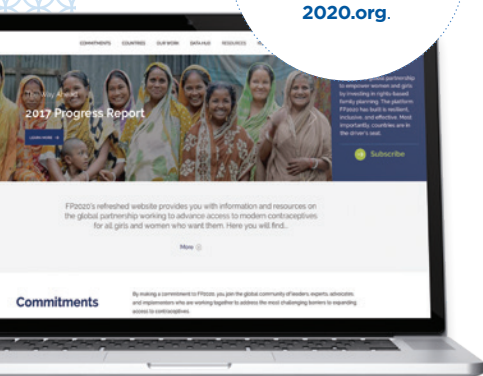 2020.org.
COMMITMENTS COUNTRIES OUR WORK DATA HUB RESOURCES
The Way Ahead
2017 Progress Report
LEARN MORE
global partnership
to empower women and girls
by investing in rights-based
family planning. The platform
FP2020 has built is resilient,
inclusive, and effective. Most
importantly, countries are in
the driver's seat.
Subscribe
FP2020's refreshed website provides you with information and resources on
the global partnership working to advance access to modern contraceptives
for all girls and women who want them. Here you will find...
More
Commitments
By making a commitment to FP2020, you join the global community of leaders, experts, advocates,
and implementers who are working together to address the most challenging barriers to expanding
access to contraceptives.